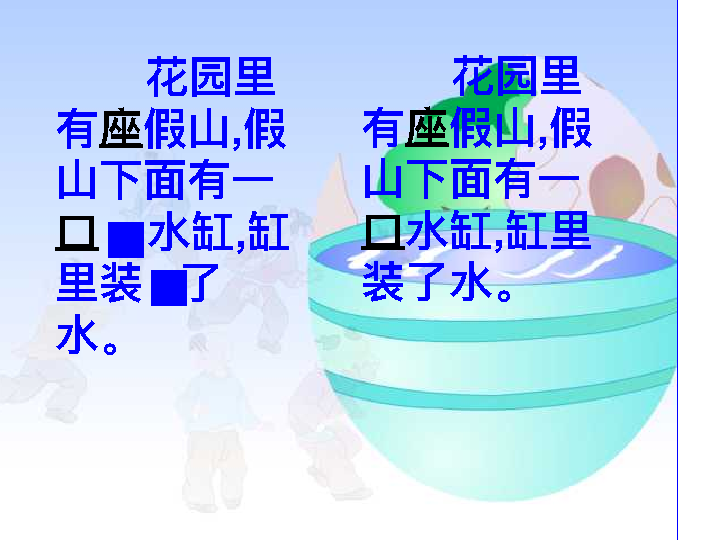 花园里
有座假山,假
山下面有一
口■水缸,缸
里装■了
水。
花园里
有座假山,假
山下面有一
口水缸,缸里
装了水。